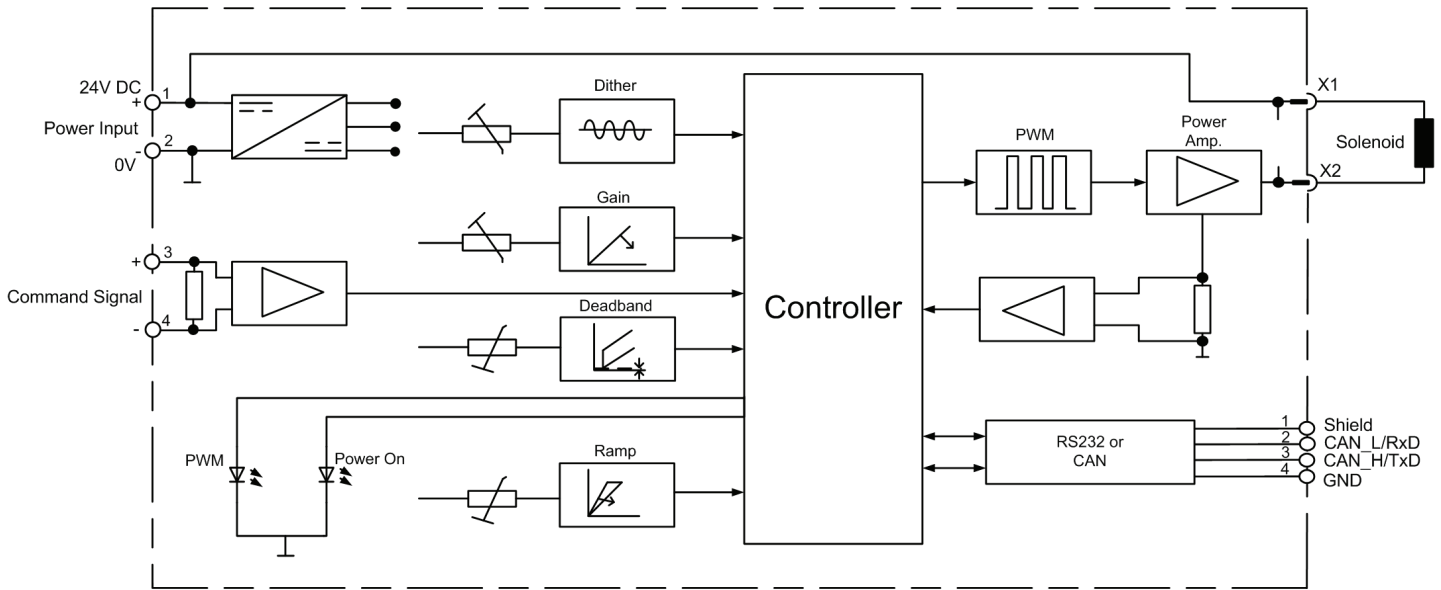 24V DC
+
1
Power Input
-
2
0V
+
3
Command Signal
-
4
Dither
Gain
Deadband
Ramp
PWM
Power On
Controller
PWM
Power
Amp.
X1
Solenoid
X2
RS232 or
CAN
1
Shield
2
CAN_L/RxD
3
CAN_H/TxD
4
GND